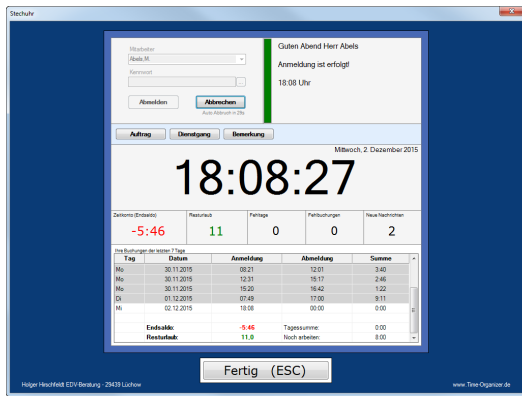 Stechuhr
Mitarbeiter
Abels,M.
Kennwort
...
Abmelden Abbrechen
Auto Abbruch in 29s
Guten Abend Herr Abels
Anmeldung ist erfolgt!
18:08 Uhr
Auftrag Dienstgang Bemerkung
Mittwoch, 2. Dezember 2015
18:08:27
Zeitkonto (Endsaldo) Resturlaub Fehltage Fehlbuchungen Neue Nachrichten
-5:46 11 0 0 2
Ihre Buchungen der letzten 7 Tage
Tag Datum Anmeldung Abmeldung Summe
Mo 30.11.2015 08:21 12:01 3:40
Mo 30.11.2015 12:31 15:17 2:46
Mo 30.11.2015 15:20 16:42 1:22
Di 01.12.2015 07:49 17:00 9:11
Mi 02.12.2015 18:08 00:00 0:00
Endsaldo: -5:46 Tagessumme: 0:00
Resturlaub: 11,0 Noch arbeiten: 8:00
Fertig (ESC)
Holger Hirschfeldt EDV-Beratung - 29439 Lüchow www.Time-Organizer.de